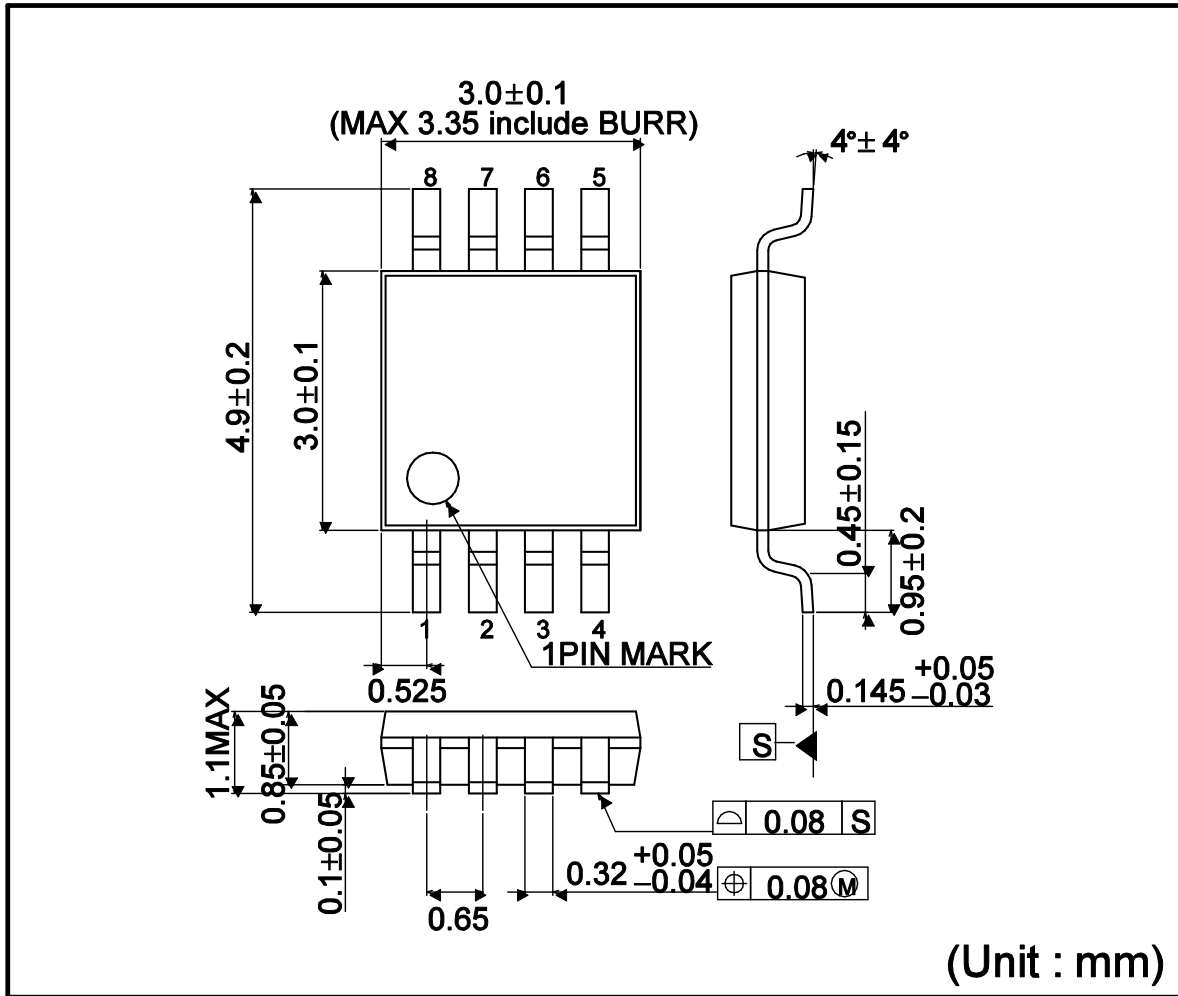 3.0±0.1
(MAX 3.35 include BURR)
4°± 4°
8 7 6 5
4.9±0.2
3.0±0.1
0.45±0.15
0.95±0.2
1 2 3 4
1PIN MARK
0.525
0.145 +0.05 −0.03
S
1.1MAX
0.85±0.05
0.1±0.05
0.08 S
0.32 +0.05 −0.04
0.08 Ⓜ
0.65
(Unit : mm)